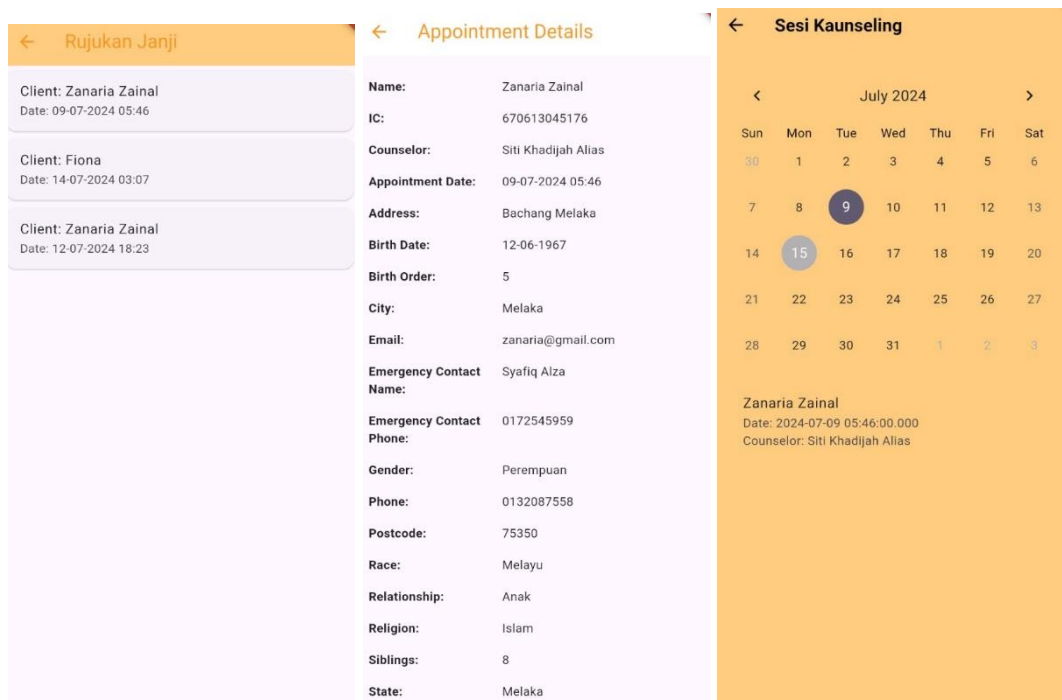 Rujukan Janji
Client: Zanaria Zainal
Date: 09-07-2024 05:46
Client: Fiona
Date: 14-07-2024 03:07
Client: Zanaria Zainal
Date: 12-07-2024 18:23
Appointment Details
Name: Zanaria Zainal
IC: 670613045176
Counselor: Siti Khadijah Alias
Appointment Date: 09-07-2024 05:46
Address: Bachang Melaka
Birth Date: 12-06-1967
Birth Order: 5
City: Melaka
Email: zanaria@gmail.com
Emergency Contact Syafiq Alza
Name:
Emergency Contact 0172545959
Phone:
Gender: Perempuan
Phone: 0132087558
Postcode: 75350
Race: Melayu
Relationship: Anak
Religion: Islam
Siblings: 8
State: Melaka
Sesi Kaunseling
July 2024
Sun Mon Tue Wed Thu Fri Sat
30 1 2 3 4 5 6
7 8 9 10 11 12 13
14 15 16 17 18 19 20
21 22 23 24 25 26 27
28 29 30 31 1 2 3
Zanaria Zainal
Date: 2024-07-09 05:46:00.000
Counselor: Siti Khadijah Alias